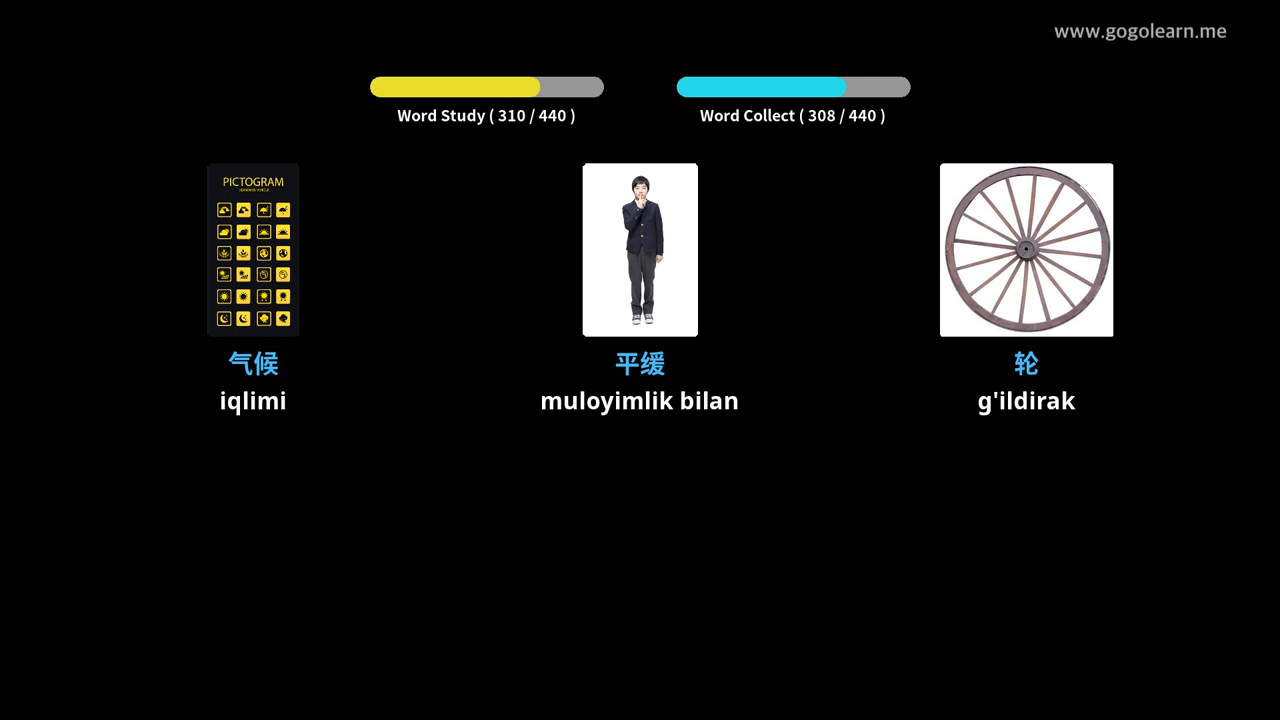 www.gogolearn.me
Word Study ( 310 / 440 )
Word Collect ( 308 / 440 )
PICTOGRAM
气候
平缓
轮
iqlimi
muloyimlik bilan
g'ildirak